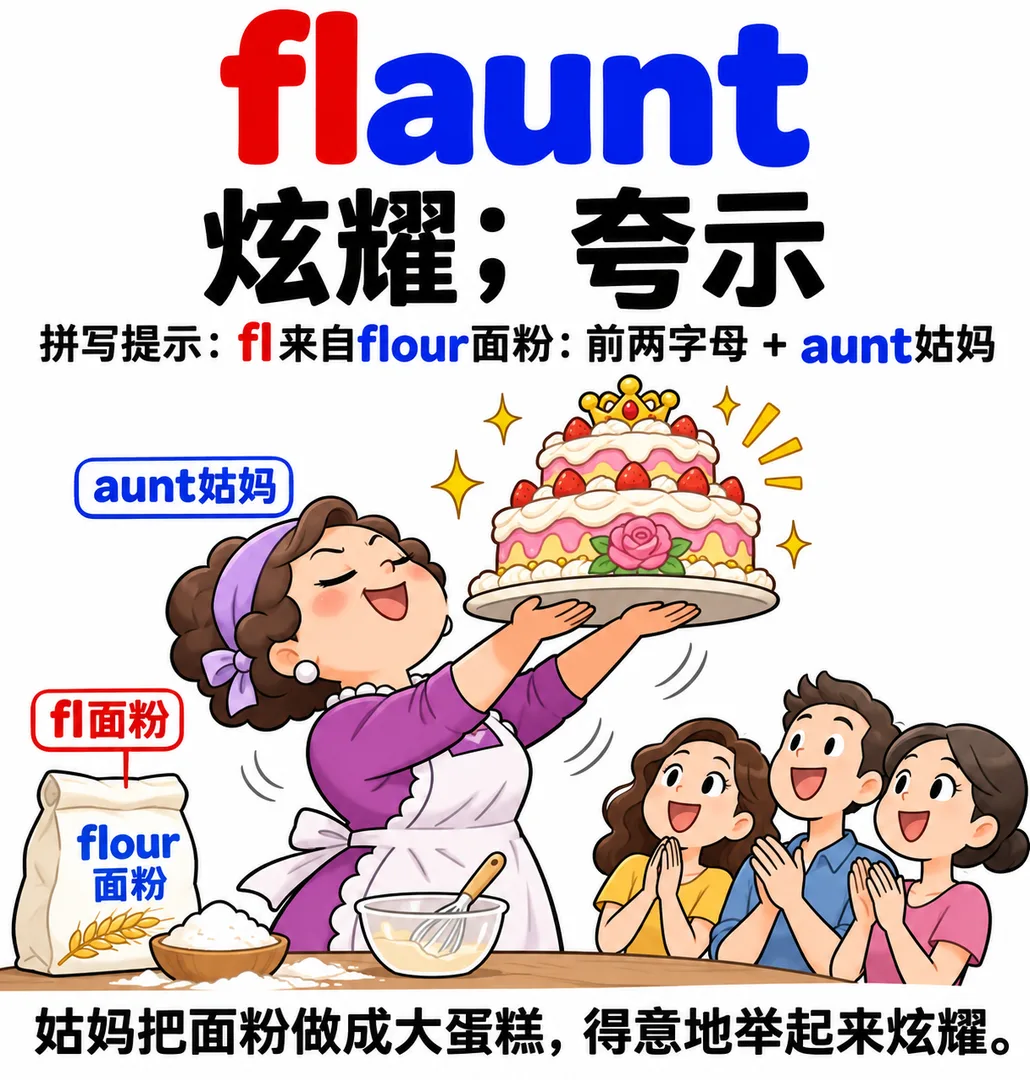 flaunt
炫耀；夸示
拼写提示：fl来自flour面粉：前两字母 + aunt姑妈
aunt姑妈
fl面粉
flour
面粉
姑妈把面粉做成大蛋糕，得意地举起来炫耀。